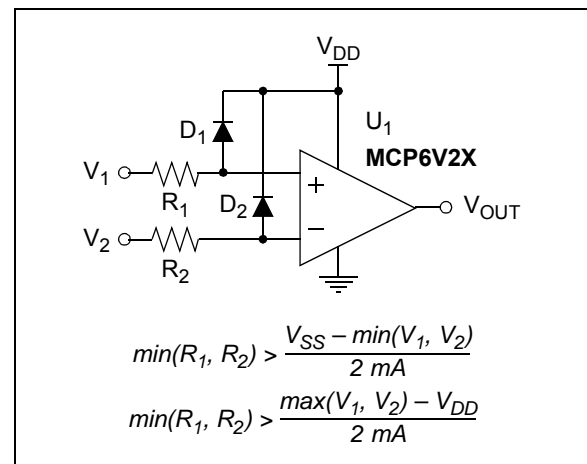 V_DD
U_1
D_1
MCP6V2X
V_1
+
R_1
D_2
V_OUT
−
V_2
R_2
min(R_1, R_2) > (V_SS – min(V_1, V_2)) / 2 mA
min(R_1, R_2) > (max(V_1, V_2) – V_DD) / 2 mA